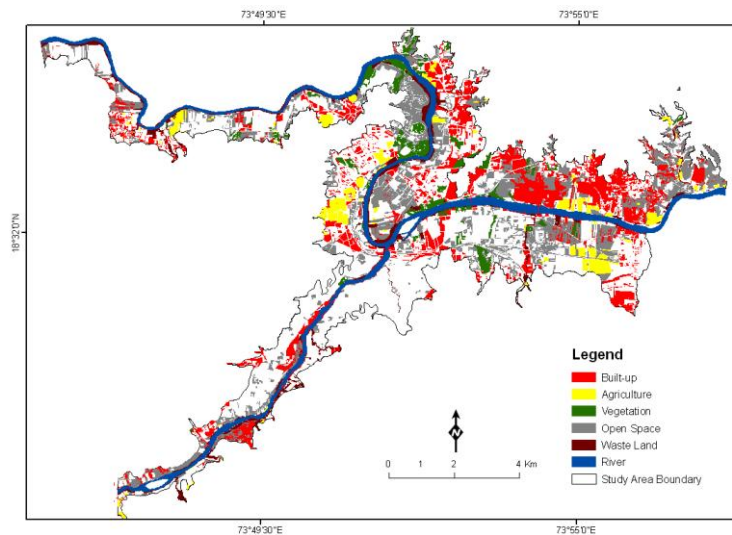 73°49'30"E 73°55'0"E
18°32'0"N
Legend
Built-up
Agriculture
Vegetation
Open Space
Waste Land
River
Study Area Boundary
N
0 1 2 4 Km
73°49'30"E 73°55'0"E